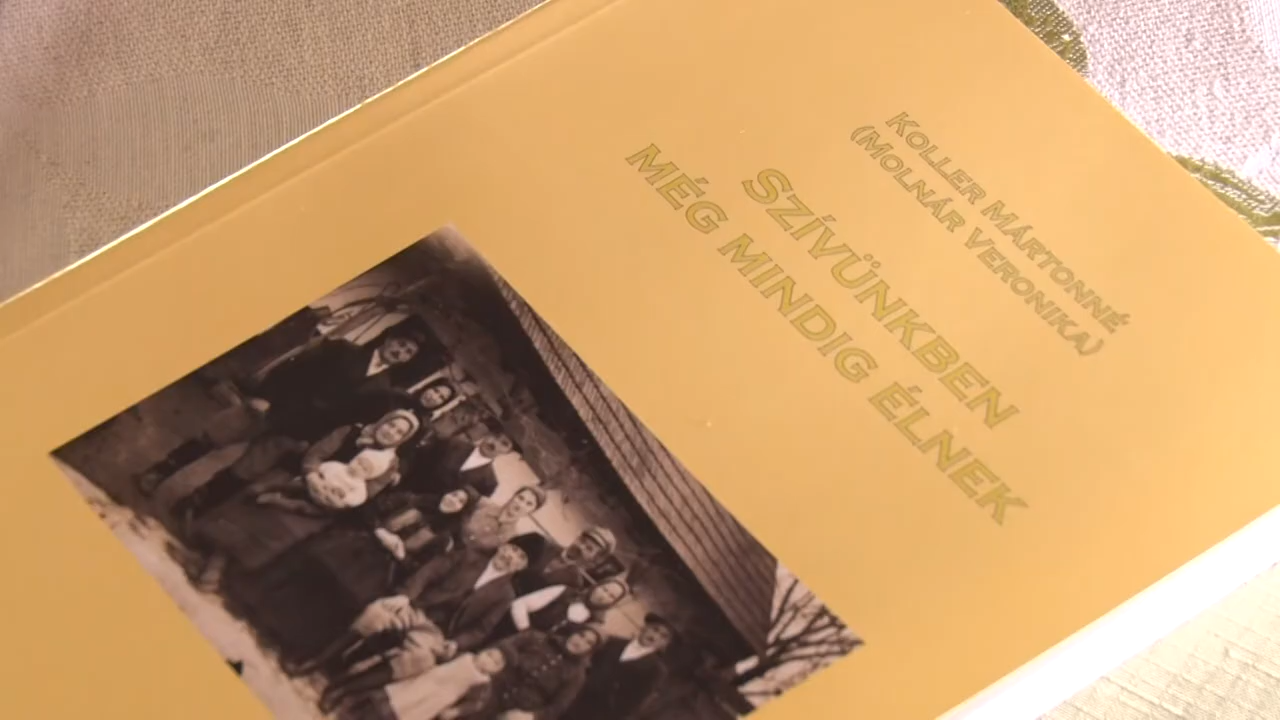 KOLLER MÁRTONNÉ
(MOLNÁR VERONIKA)
SZÍVÜNKBEN
MÉG MINDIG ÉLNEK